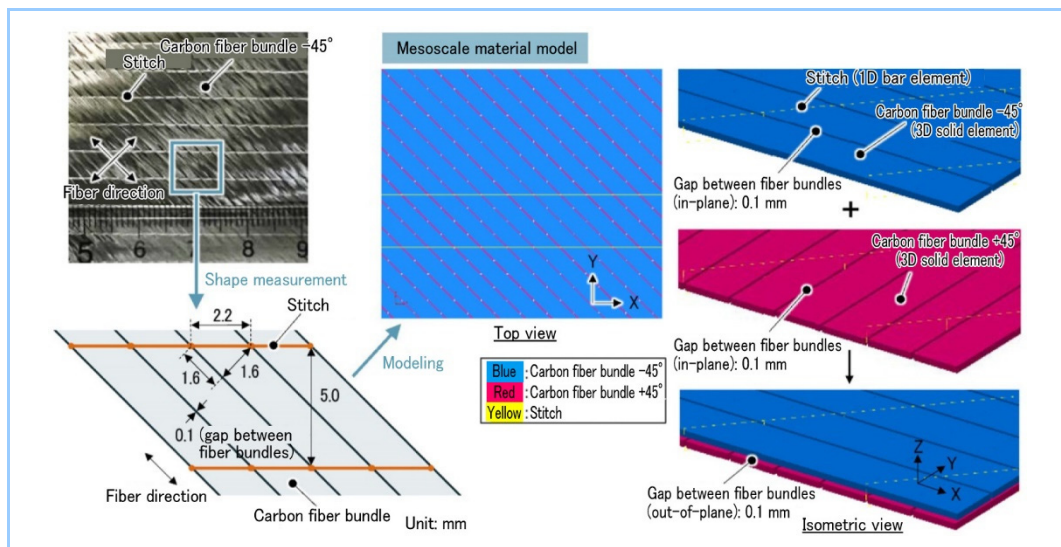 Carbon fiber bundle -45°
Stitch
Fiber direction
5 6 7 8 9
Shape measurement
Stitch
2.2
1.6
1.6
5.0
0.1 (gap between
fiber bundles)
Fiber direction
Carbon fiber bundle
Unit: mm
Modeling
Mesoscale material model
Y
X
Top view
Blue : Carbon fiber bundle -45°
Red : Carbon fiber bundle +45°
Yellow : Stitch
Stitch (1D bar element)
Carbon fiber bundle -45°
(3D solid element)
Gap between fiber bundles
(in-plane): 0.1 mm
+
Carbon fiber bundle +45°
(3D solid element)
Gap between fiber bundles
(in-plane): 0.1 mm
Z
Y
X
Gap between fiber bundles
(out-of-plane): 0.1 mm
Isometric view